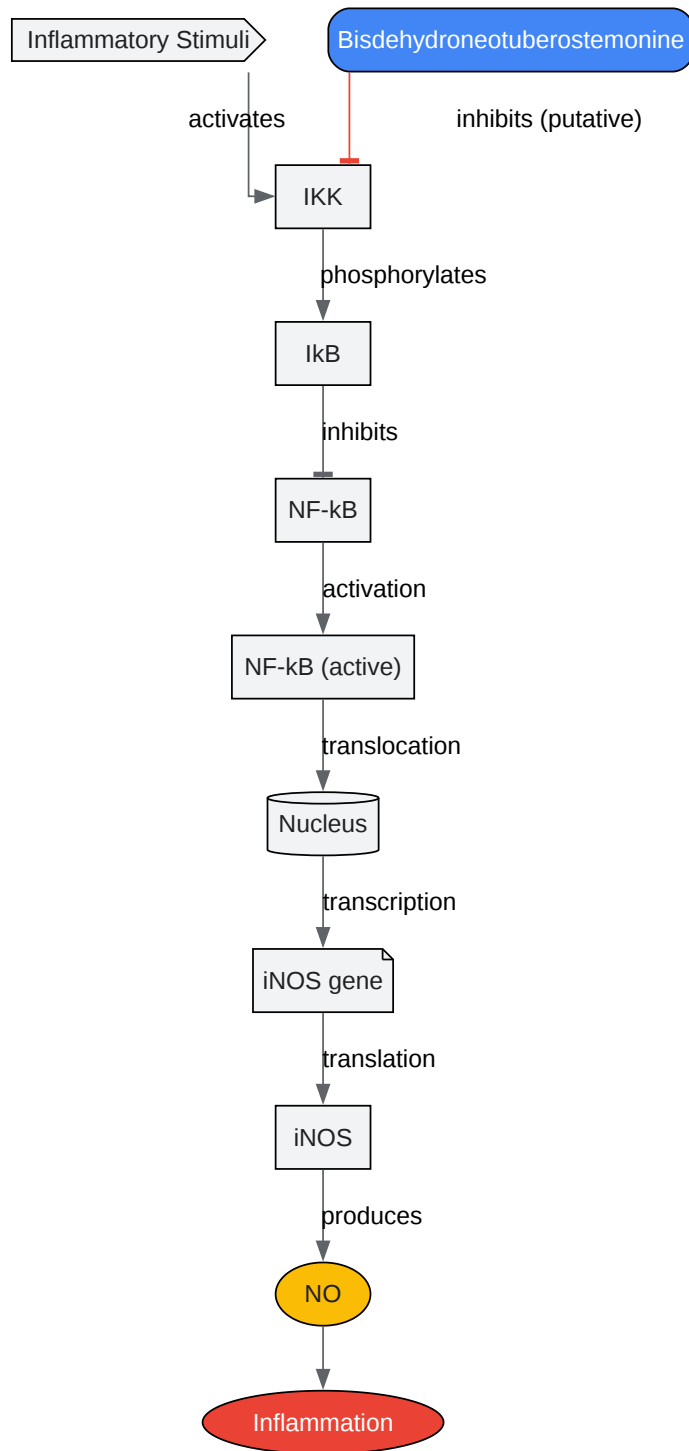 Inflammatory Stimuli
Bisdehydroneotuberostemonine
activates
inhibits (putative)
IKK
phosphorylates
IkB
inhibits
NF-kB
activation
NF-kB (active)
translocation
Nucleus
transcription
iNOS gene
translation
iNOS
produces
NO
Inflammation